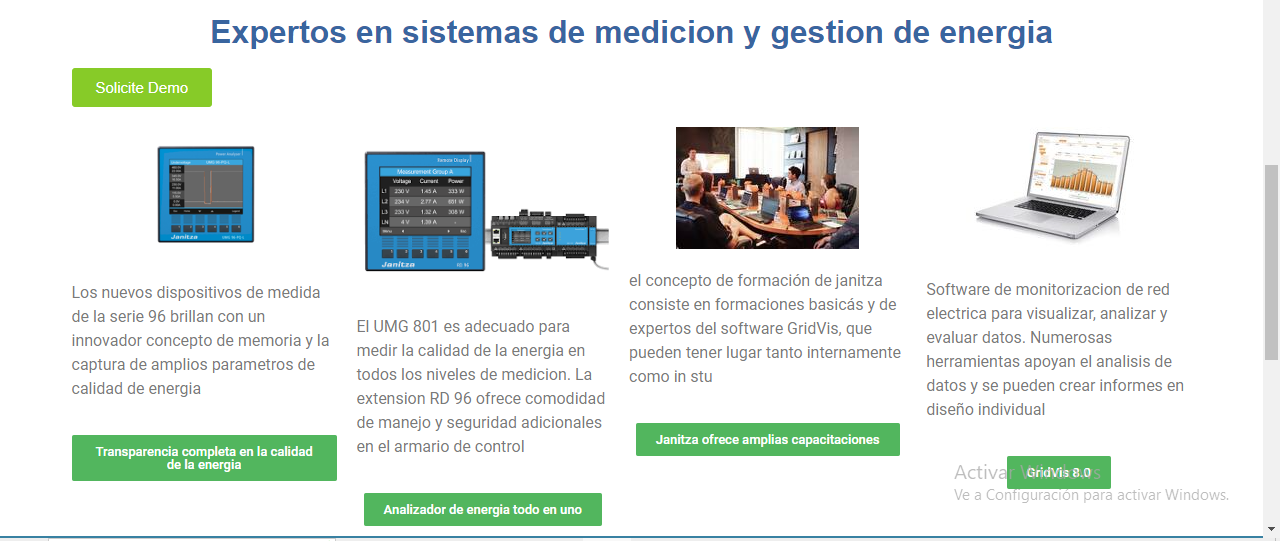 Expertos en sistemas de medicion y gestion de energia
Solicite Demo
Measurement Group A
Voltage Current Power
L1 230 V 1.45 A 333 W
L2 234 V 2.77 A 651 W
L3 233 V 1.32 A 308 W
LN 4 V 1.39 A -
Janitza
Janitza
RD 96
Los nuevos dispositivos de medida
de la serie 96 brillan con un
innovador concepto de memoria y la
captura de amplios parametros de
calidad de energia
Transparencia completa en la calidad
de la energia
El UMG 801 es adecuado para
medir la calidad de la energia en
todos los niveles de medicion. La
extension RD 96 ofrece comodidad
de manejo y seguridad adicionales
en el armario de control
Analizador de energia todo en uno
el concepto de formación de janitza
consiste en formaciones basicás y de
expertos del software GridVis, que
pueden tener lugar tanto internamente
como in stu
Janitza ofrece amplias capacitaciones
Software de monitorizacion de red
electrica para visualizar, analizar y
evaluar datos. Numerosas
herramientas apoyan el analisis de
datos y se pueden crear informes en
diseño individual
GridVis 8.0
Activar Windows
Ve a Configuración para activar Windows.